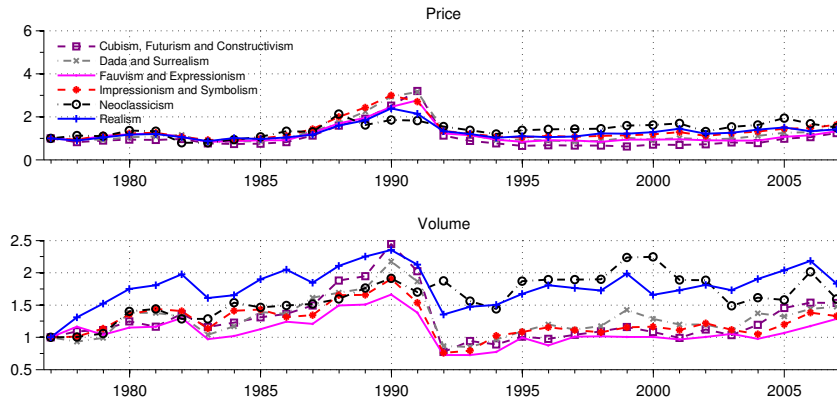 Price
6
4
2
0
Cubism, Futurism and Constructivism
Dada and Surrealism
Fauvism and Expressionism
Impressionism and Symbolism
Neoclassicism
Realism
1980 1985 1990 1995 2000 2005
Volume
2.5
2
1.5
1
0.5
1980 1985 1990 1995 2000 2005